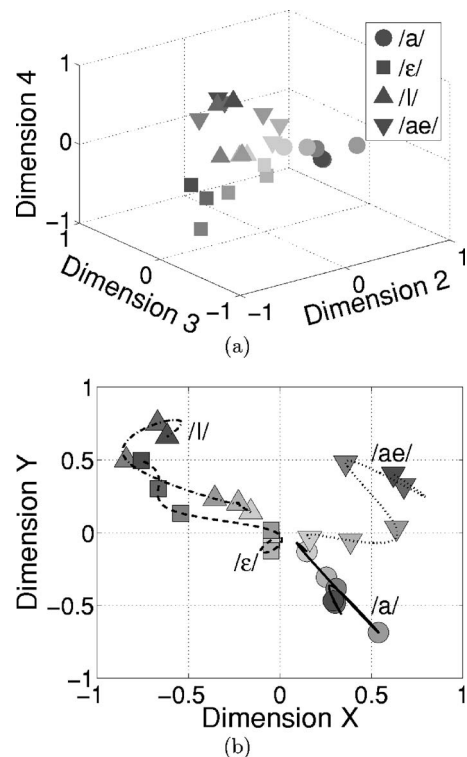 1
0
−1
1
0
−1
−1
0
1
Dimension 4
Dimension 3
Dimension 2
/a/
/ε/
/I/
/ae/
(a)
1
0.5
0
−0.5
−1
−1
−0.5
0
0.5
1
Dimension Y
Dimension X
/I/
/ae/
/ε/
/a/
(b)